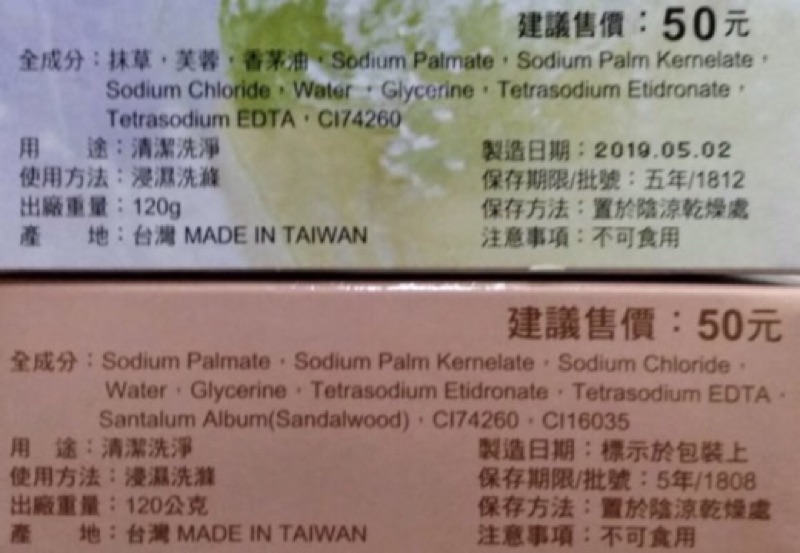 建議售價：50元
全成分：抹草，芙蓉，香茅油，Sodium Palmate，Sodium Palm Kernelate，
Sodium Chloride，Water，Glycerine，Tetrasodium Etidronate，
Tetrasodium EDTA，CI74260
用 途：清潔洗淨
使用方法：浸濕洗滌
出廠重量：120g
產 地：台灣 MADE IN TAIWAN
製造日期：2019.05.02
保存期限/批號：五年/1812
保存方法：置於陰涼乾燥處
注意事項：不可食用
建議售價：50元
全成分：Sodium Palmate，Sodium Palm Kernelate，Sodium Chloride，
Water，Glycerine，Tetrasodium Etidronate，Tetrasodium EDTA，
Santalum Album(Sandalwood)，CI74260，CI16035
用 途：清潔洗淨
使用方法：浸濕洗滌
出廠重量：120公克
產 地：台灣 MADE IN TAIWAN
製造日期：標示於包裝上
保存期限/批號：5年/1808
保存方法：置於陰涼乾燥處
注意事項：不可食用